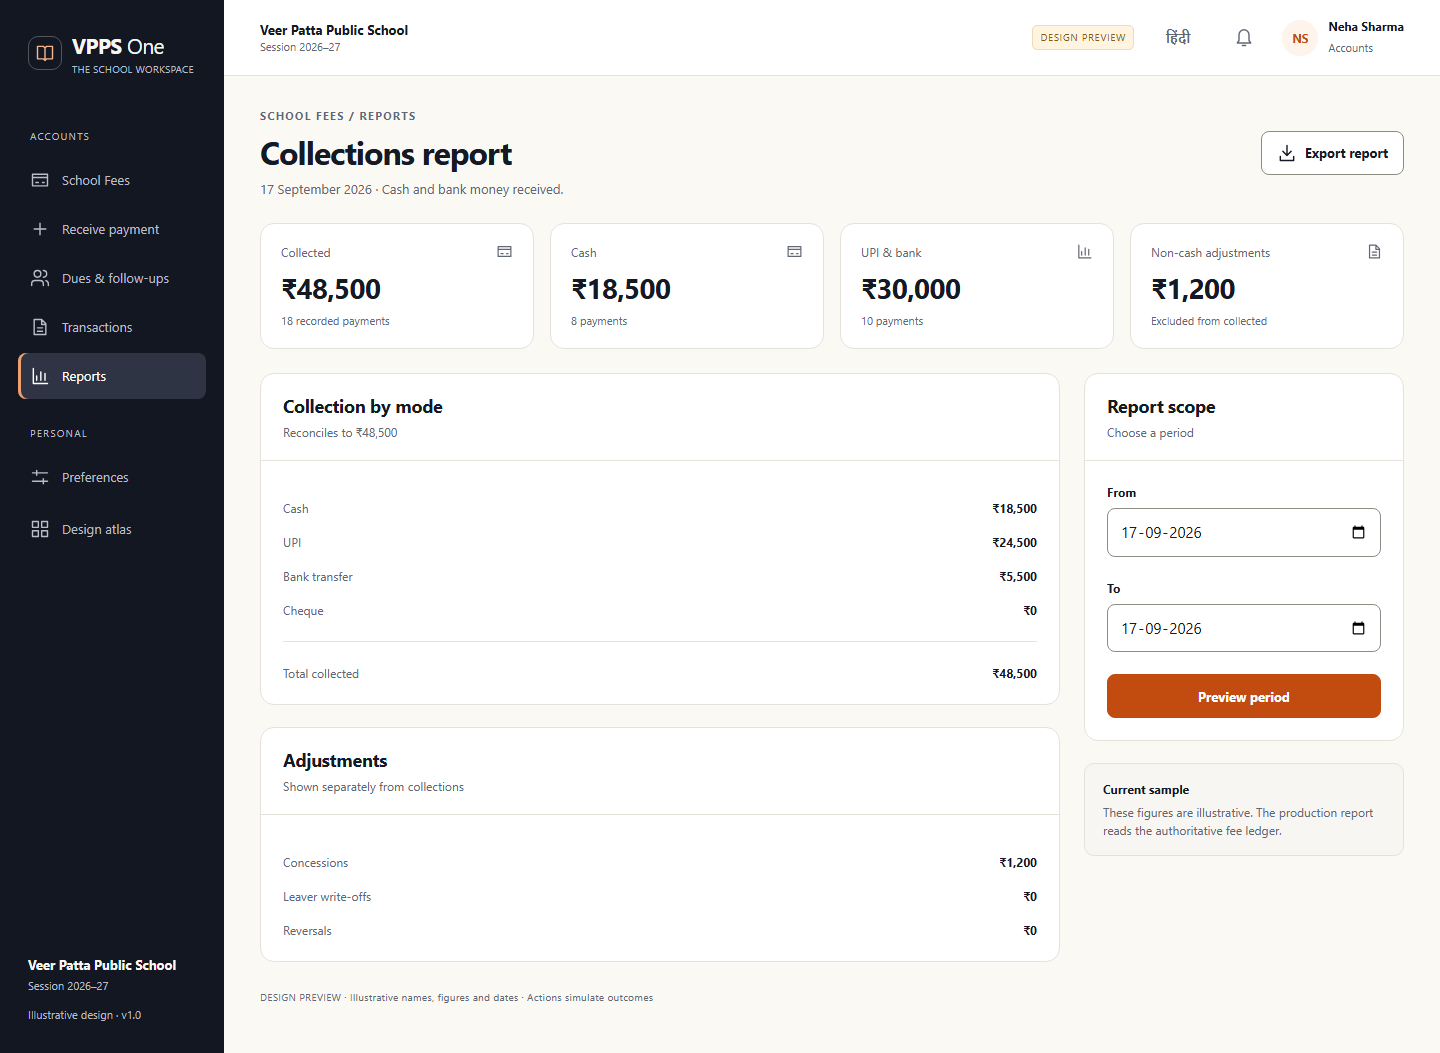 VPPS One
THE SCHOOL WORKSPACE
ACCOUNTS
School Fees
Receive payment
Dues & follow-ups
Transactions
Reports
PERSONAL
Preferences
Design atlas
Veer Patta Public School
Session 2026–27
Illustrative design · v1.0
Veer Patta Public School
Session 2026–27
DESIGN PREVIEW
हिंदी
NS
Neha Sharma
Accounts
SCHOOL FEES / REPORTS
Collections report
17 September 2026 · Cash and bank money received.
Export report
Collected
₹48,500
18 recorded payments
Cash
₹18,500
8 payments
UPI & bank
₹30,000
10 payments
Non-cash adjustments
₹1,200
Excluded from collected
Collection by mode
Reconciles to ₹48,500
Cash ₹18,500
UPI ₹24,500
Bank transfer ₹5,500
Cheque ₹0
Total collected ₹48,500
Adjustments
Shown separately from collections
Concessions ₹1,200
Leaver write-offs ₹0
Reversals ₹0
Report scope
Choose a period
From
17-09-2026
To
17-09-2026
Preview period
Current sample
These figures are illustrative. The production report
reads the authoritative fee ledger.
DESIGN PREVIEW · Illustrative names, figures and dates · Actions simulate outcomes